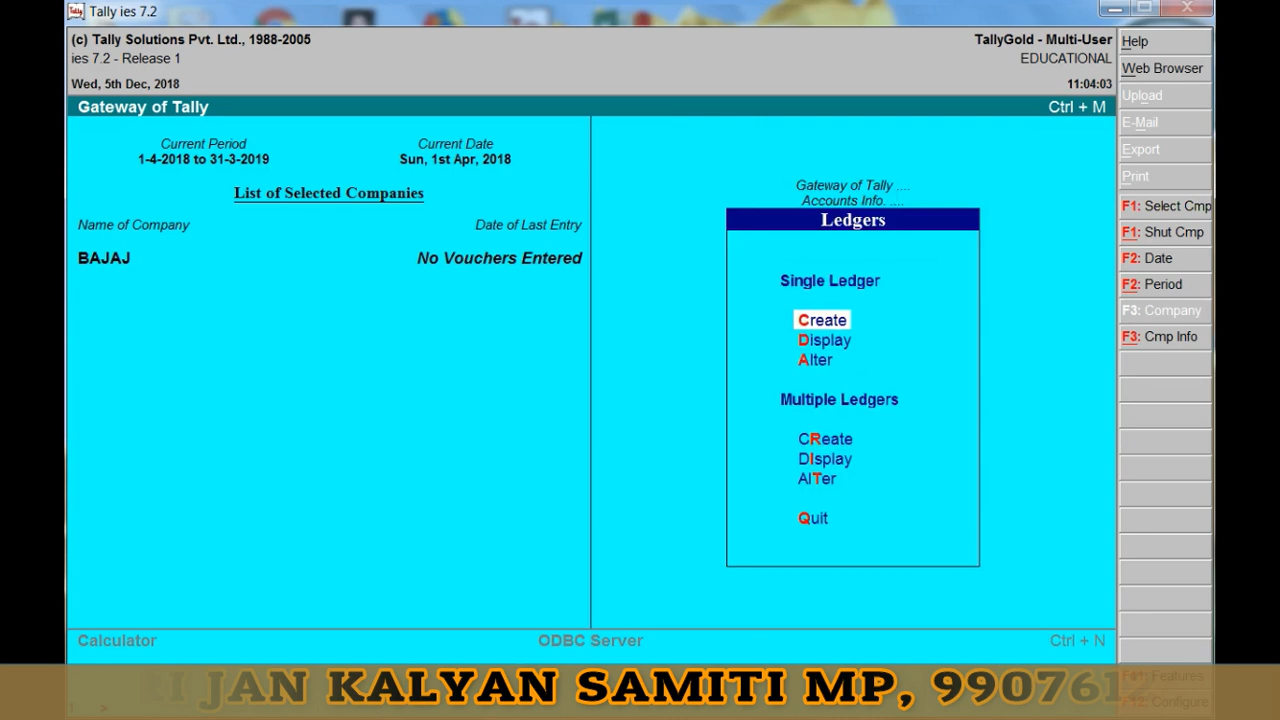 Tally ies 7.2
(c) Tally Solutions Pvt. Ltd., 1988-2005
TallyGold - Multi-User
ies 7.2 - Release 1
EDUCATIONAL
Wed, 5th Dec, 2018
11:04:03
Gateway of Tally
Ctrl + M
Current Period
Current Date
1-4-2018 to 31-3-2019
Sun, 1st Apr, 2018
List of Selected Companies
Name of Company
Date of Last Entry
BAJAJ
No Vouchers Entered
Gateway of Tally ....
Accounts Info. ....
Ledgers
Single Ledger
Create
Display
Alter
Multiple Ledgers
CReate
DIsplay
AlTer
Quit
Help
Web Browser
Upload
E-Mail
Export
Print
F1: Select Cmp
F1: Shut Cmp
F2: Date
F2: Period
F3: Company
F3: Cmp Info
Calculator
ODBC Server
Ctrl + N
JAN KALYAN SAMITI MP, 99076
F11: Features
F12: Configure